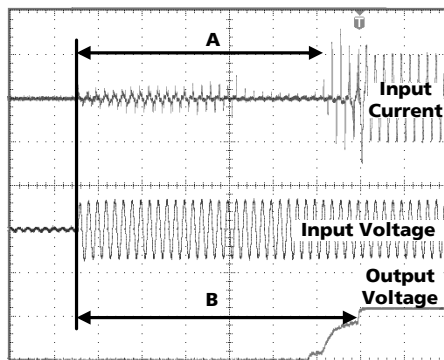 T
A
Input
Current
Input Voltage
Output
Voltage
B